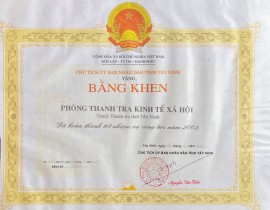 CỘNG HÒA XÃ HỘI CHỦ NGHĨA VIỆT NAM
ĐỘC LẬP - TỰ DO - HẠNH PHÚC
CHỦ TỊCH ỦY BAN NHÂN DÂN TỈNH TÂY NINH
TẶNG
BẰNG KHEN
PHÒNG THANH TRA KINH TẾ XÃ HỘI
Thuộc Thanh tra tỉnh Tây Ninh
Đã hoàn thành tốt nhiệm vụ công tác năm
CHỦ TỊCH ỦY BAN NHÂN DÂN TỈNH TÂY NINH